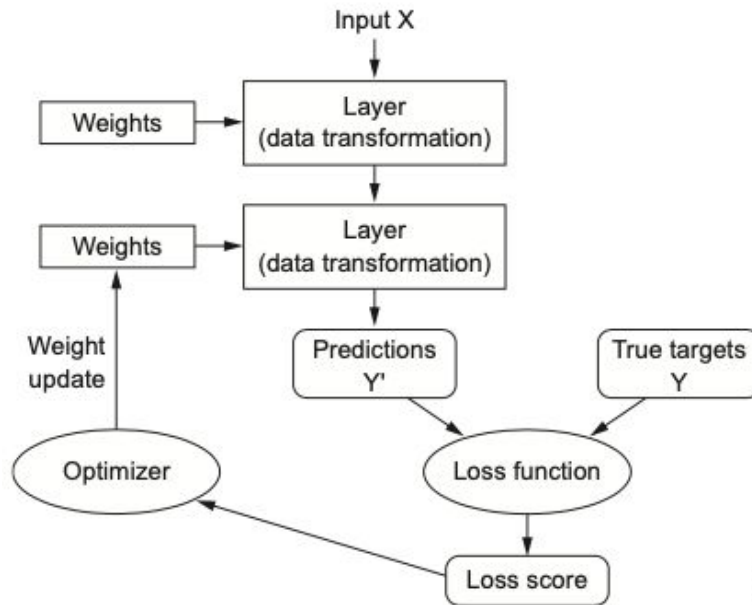 Input X
Weights
Layer
(data transformation)
Weights
Layer
(data transformation)
Weight
update
Predictions
Y'
True targets
Y
Optimizer
Loss function
Loss score